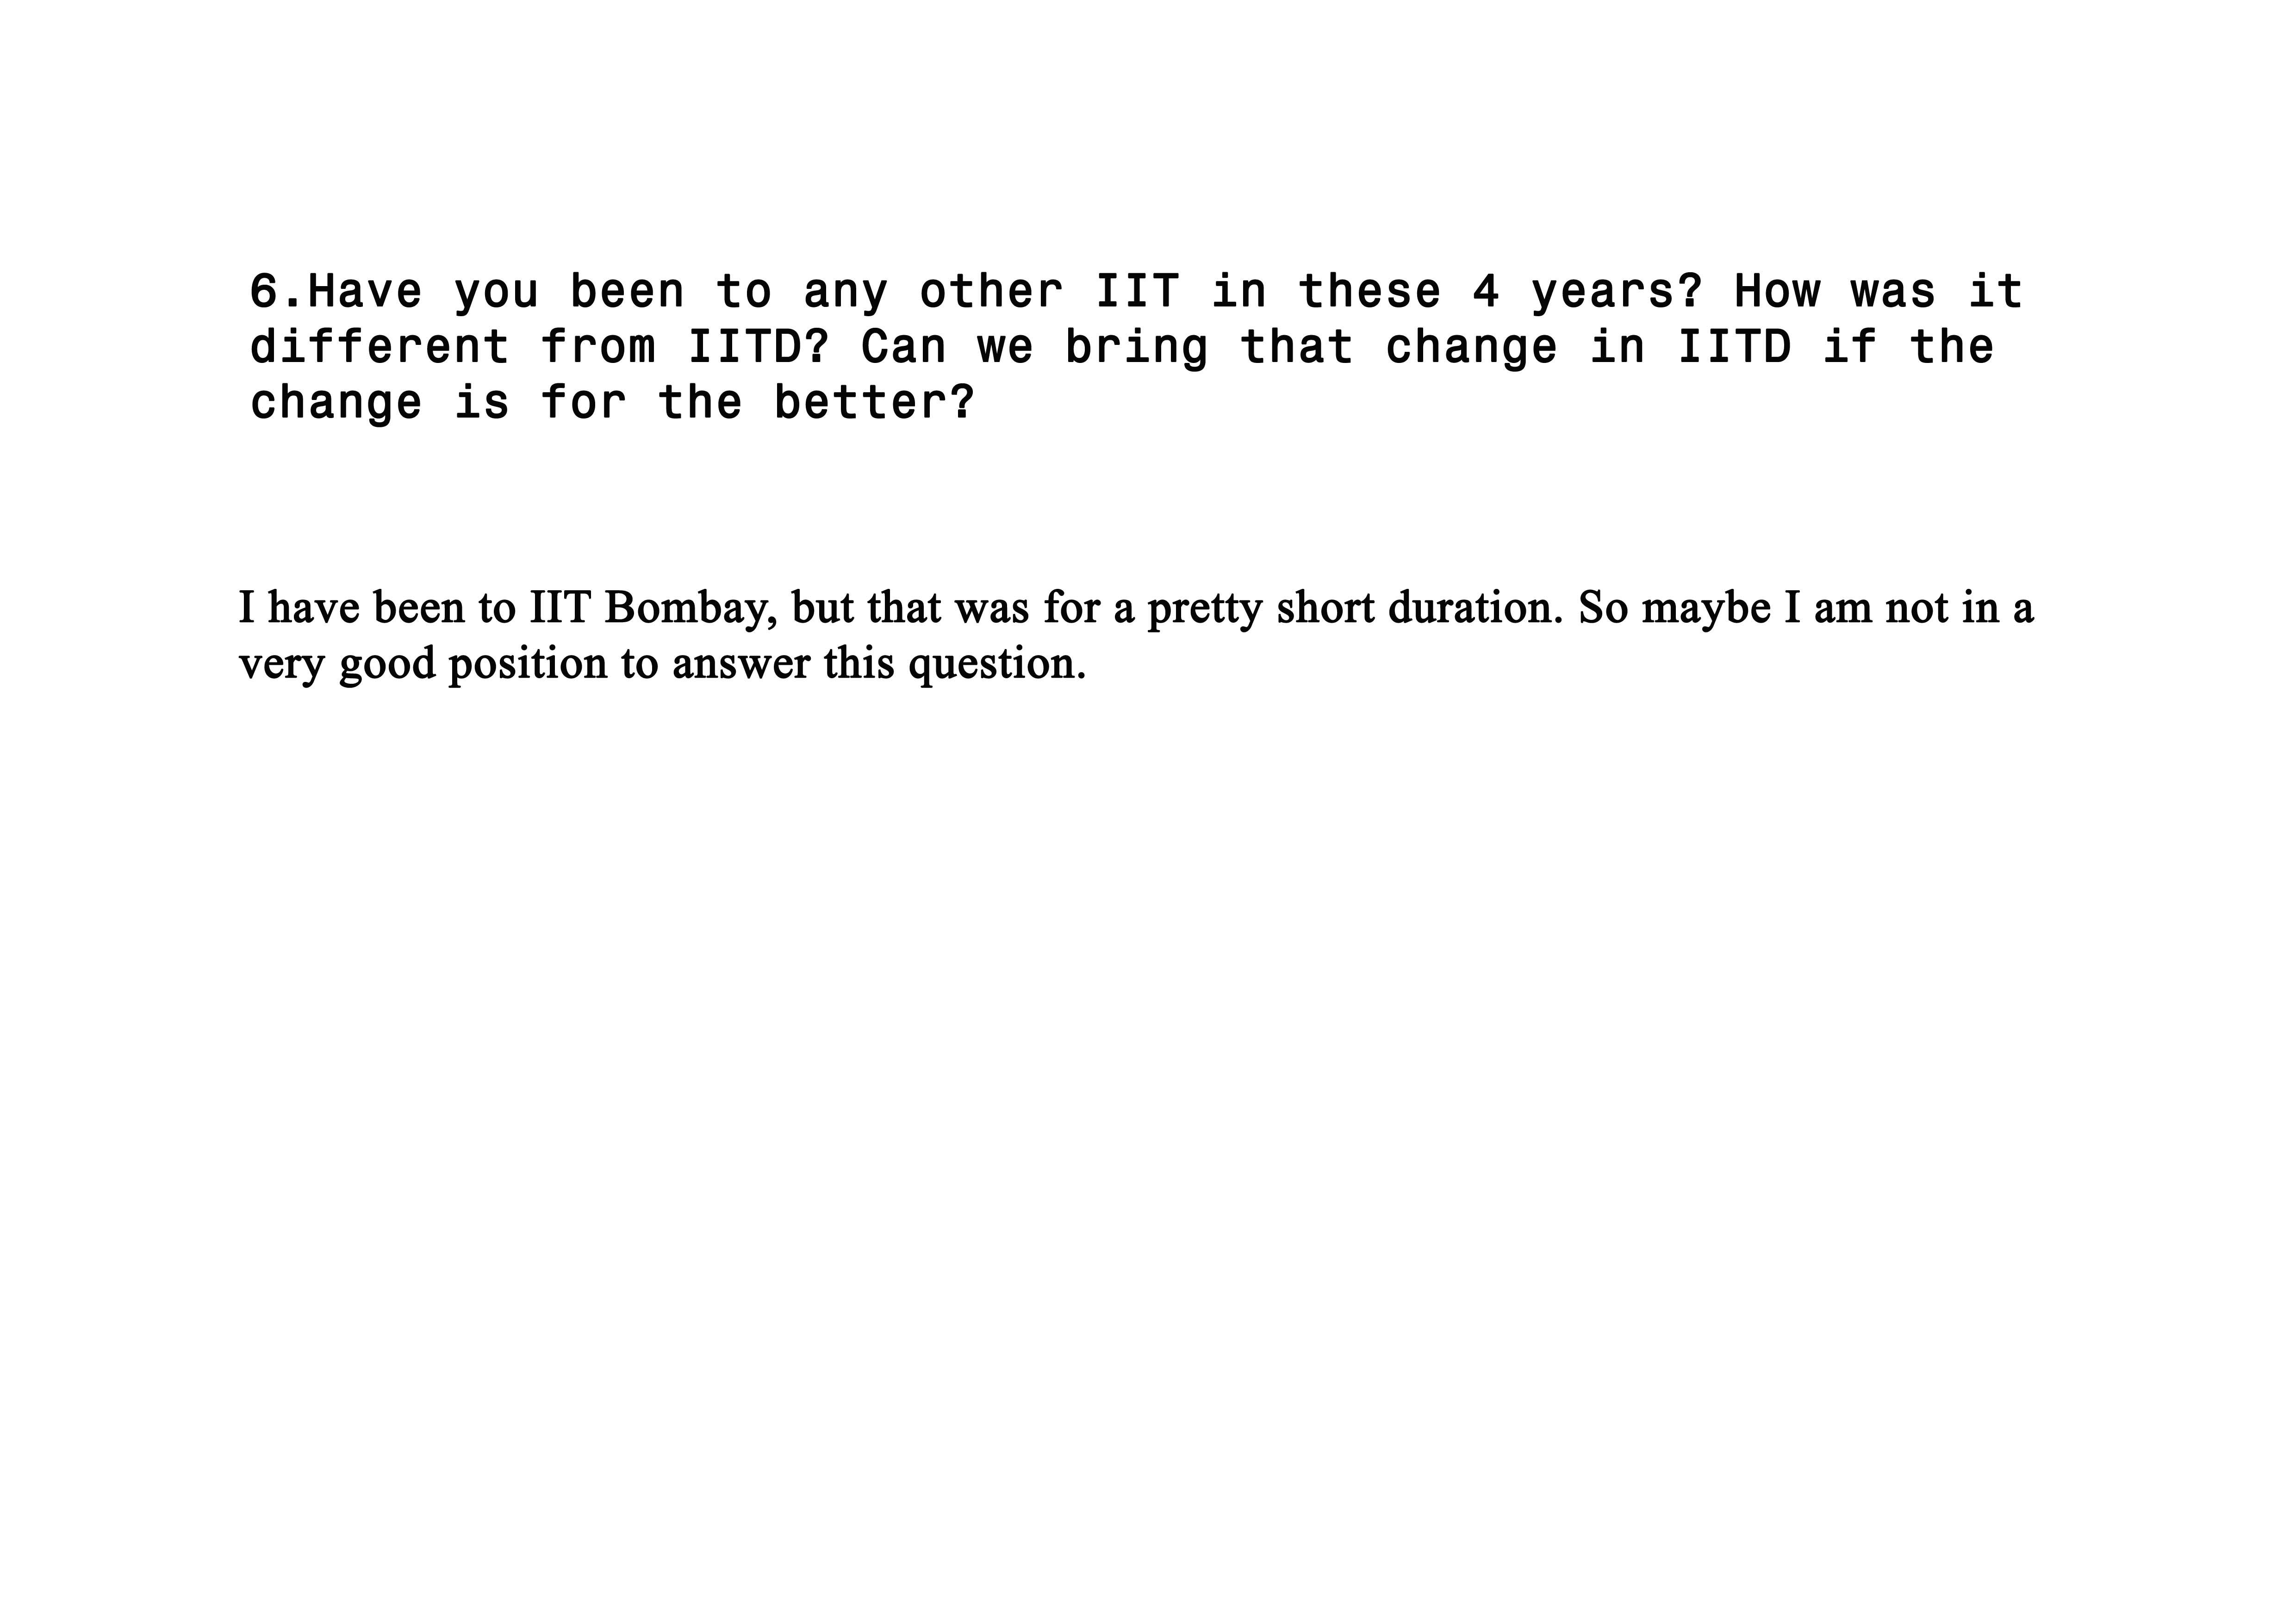 6.Have you been to any other IIT in these 4 years? How was it
different from IITD? Can we bring that change in IITD if the
change is for the better?
I have been to IIT Bombay, but that was for a pretty short duration. So maybe I am not in a
very good position to answer this question.